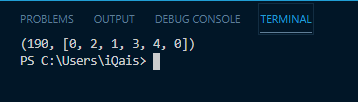 PROBLEMS OUTPUT DEBUG CONSOLE TERMINAL
(190, [0, 2, 1, 3, 4, 0])
PS C:\Users\iQais>